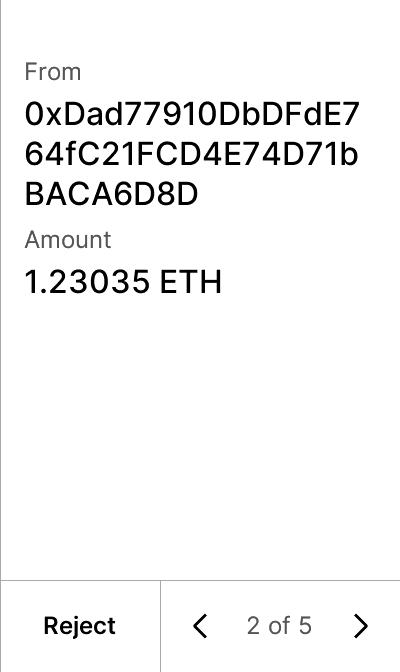 From
0xDad77910DbDFdE7
64fC21FCD4E74D71b
BACA6D8D
Amount
1.23035 ETH
Reject
2 of 5